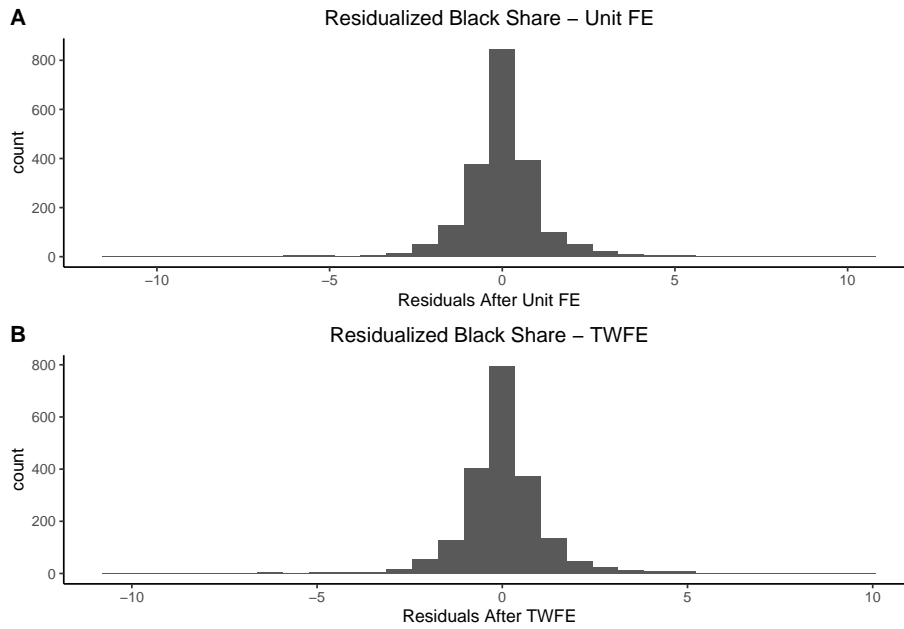 A
Residualized Black Share − Unit FE
800
600
400
200
0
count
−10
−5
0
5
10
Residuals After Unit FE
B
Residualized Black Share − TWFE
800
600
400
200
0
count
−10
−5
0
5
10
Residuals After TWFE